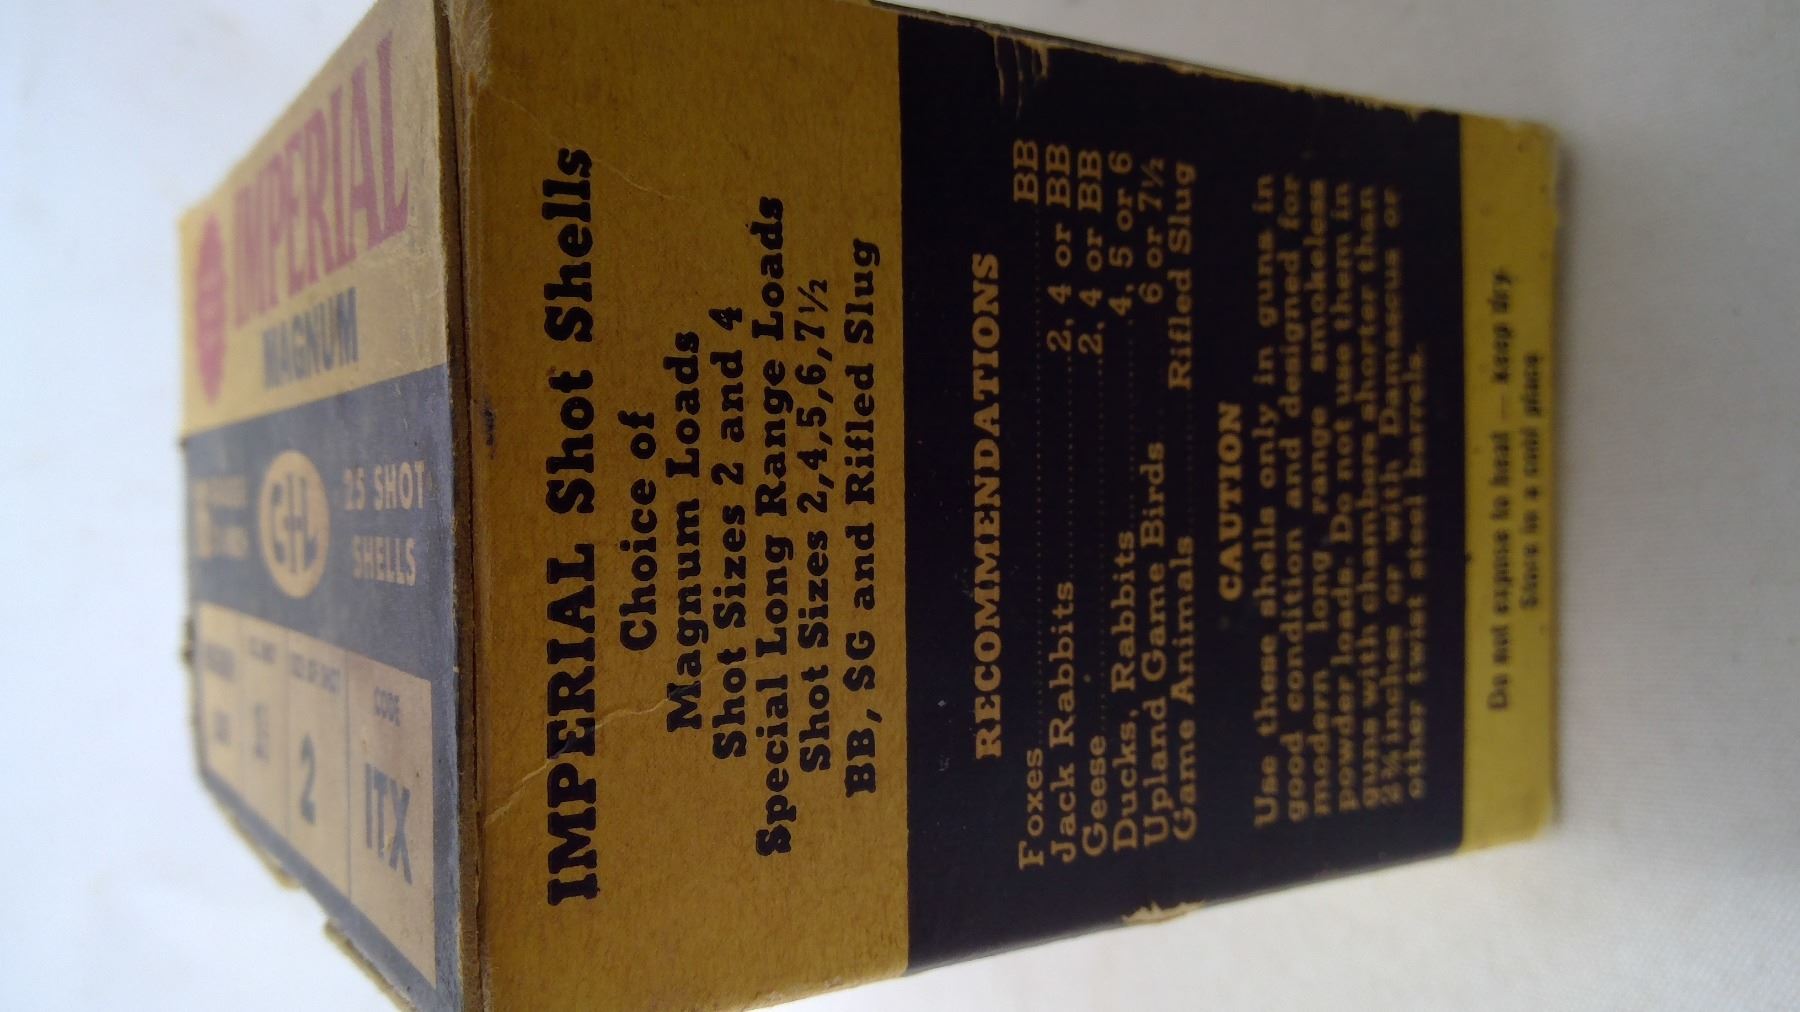 IMPERIAL
MAGNUM
CIL
25 SHOT
SHELLS
SIZE OF SHOT
2
CODE
ITX
IMPERIAL Shot Shells
Choice of
Magnum Loads
Shot Sizes 2 and 4
Special Long Range Loads
Shot Sizes 2,4,5,6,7½
BB, SG and Rifled Slug
RECOMMENDATIONS
Foxes........................................BB
Jack Rabbits....................2, 4 or BB
Geese................................2, 4 or BB
Ducks, Rabbits..................4, 5 or 6
Upland Game Birds 6 or 7½
Game Animals.............Rifled Slug
CAUTION
Use these shells only in guns in
good condition and designed for
modern long range smokeless
powder loads. Do not use them in
guns with chambers shorter than
2¾ inches or with Damascus or
other twist steel barrels.
Do not expose to heat — keep dry
Store in a cold place